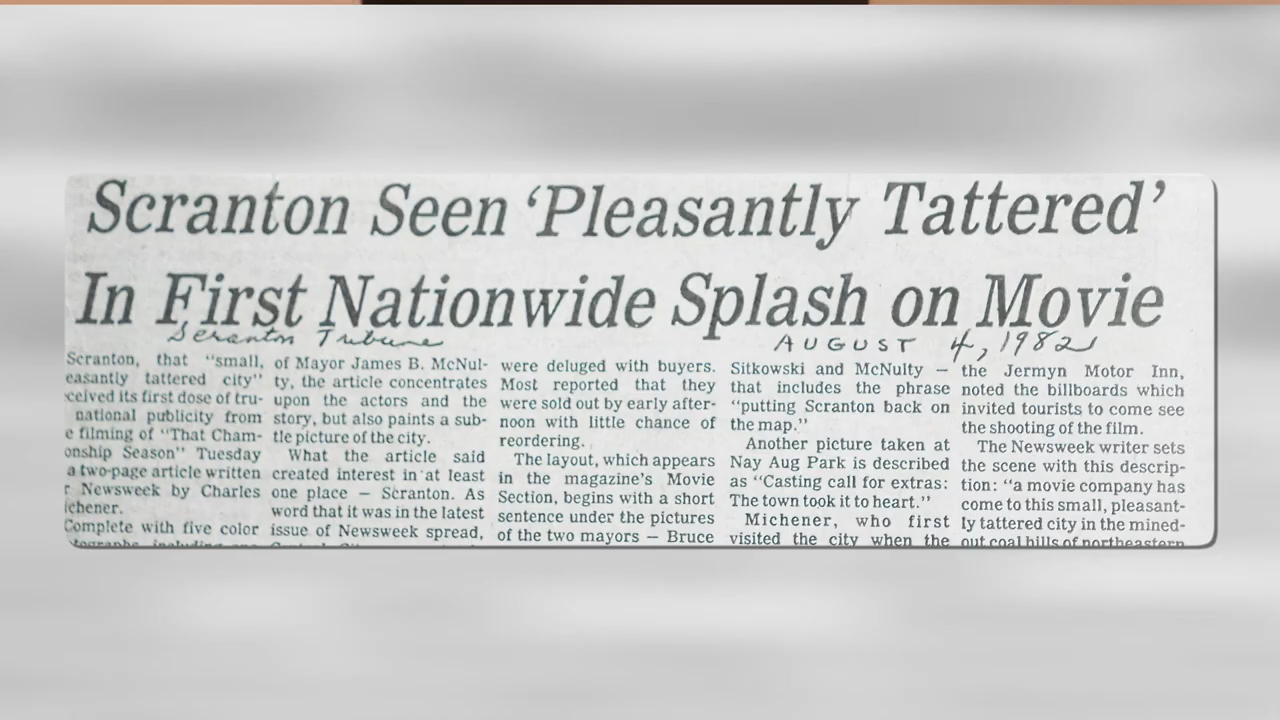 Scranton Seen ‘Pleasantly Tattered’
In First Nationwide Splash on Movie
Scranton Tribune
AUGUST 4, 1982
Scranton, that “small,
easantly tattered city”
ceived its first dose of tru-
national publicity from
e filming of “That Cham-
onship Season” Tuesday
a two-page article written
r Newsweek by Charles
ichener.
Complete with five color
of Mayor James B. McNul-
ty, the article concentrates
upon the actors and the
story, but also paints a sub-
tle picture of the city.
What the article said
created interest in at least
one place — Scranton. As
word that it was in the latest
issue of Newsweek spread,
were deluged with buyers.
Most reported that they
were sold out by early after-
noon with little chance of
reordering.
The layout, which appears
in the magazine’s Movie
Section, begins with a short
sentence under the pictures
of the two mayors — Bruce
Sitkowski and McNulty —
that includes the phrase
“putting Scranton back on
the map.”
Another picture taken at
Nay Aug Park is described
as “Casting call for extras:
The town took it to heart.”
Michener, who first
visited the city when the
the Jermyn Motor Inn,
noted the billboards which
invited tourists to come see
the shooting of the film.
The Newsweek writer sets
the scene with this descrip-
tion: “a movie company has
come to this small, pleasant-
ly tattered city in the mined-
out coal hills of northeastern